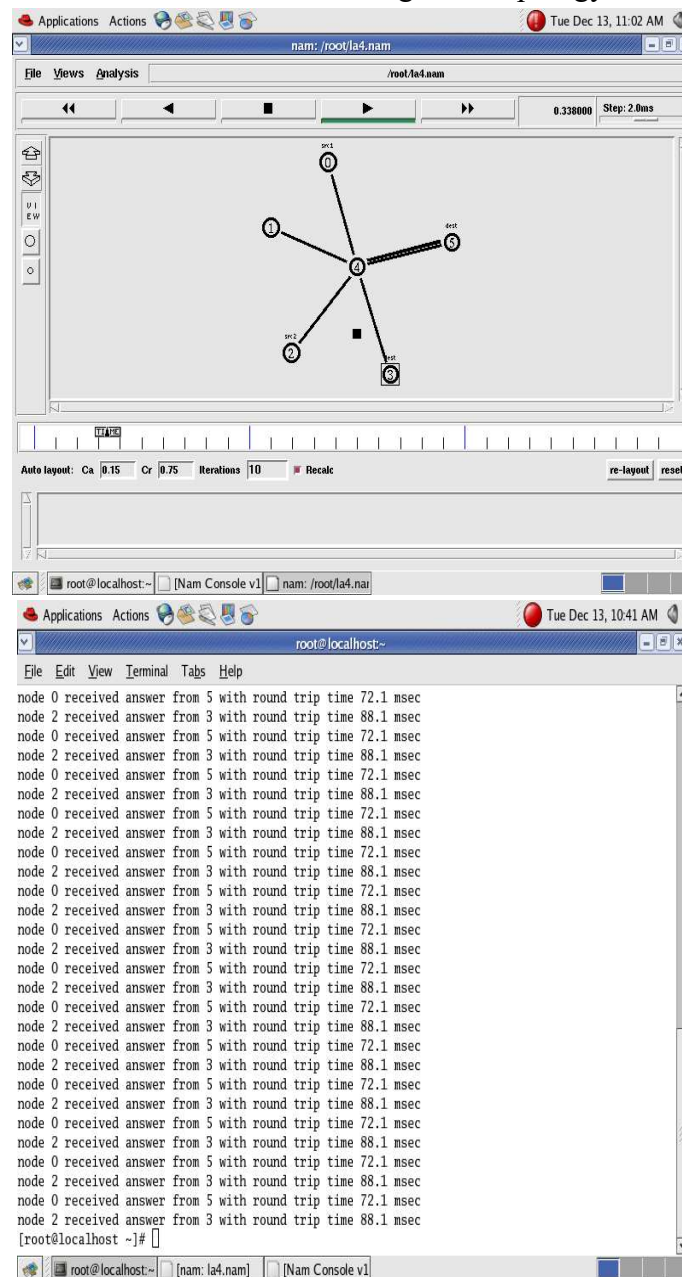 Applications Actions Tue Dec 13, 11:02 AM
nam: /root/la4.nam
File Views Analysis /root/la4.nam
0.338000 Step: 2.0ms
VI
EW
src1
0
1
dest
5
4
src2
2
dest
3
TIME
Auto layout: Ca 0.15 Cr 0.75 Iterations 10 Recalc re-layout reset
root@localhost:~ [Nam Console v1 nam: /root/la4.nar
Applications Actions Tue Dec 13, 10:41 AM
root@localhost:~
File Edit View Terminal Tabs Help
node 0 received answer from 5 with round trip time 72.1 msec
node 2 received answer from 3 with round trip time 88.1 msec
node 0 received answer from 5 with round trip time 72.1 msec
node 2 received answer from 3 with round trip time 88.1 msec
node 0 received answer from 5 with round trip time 72.1 msec
node 2 received answer from 3 with round trip time 88.1 msec
node 0 received answer from 5 with round trip time 72.1 msec
node 2 received answer from 3 with round trip time 88.1 msec
node 0 received answer from 5 with round trip time 72.1 msec
node 2 received answer from 3 with round trip time 88.1 msec
node 0 received answer from 5 with round trip time 72.1 msec
node 2 received answer from 3 with round trip time 88.1 msec
node 0 received answer from 5 with round trip time 72.1 msec
node 2 received answer from 3 with round trip time 88.1 msec
node 0 received answer from 5 with round trip time 72.1 msec
node 2 received answer from 3 with round trip time 88.1 msec
node 0 received answer from 5 with round trip time 72.1 msec
node 2 received answer from 3 with round trip time 88.1 msec
node 0 received answer from 5 with round trip time 72.1 msec
node 2 received answer from 3 with round trip time 88.1 msec
node 0 received answer from 5 with round trip time 72.1 msec
node 2 received answer from 3 with round trip time 88.1 msec
node 0 received answer from 5 with round trip time 72.1 msec
node 2 received answer from 3 with round trip time 88.1 msec
node 0 received answer from 5 with round trip time 72.1 msec
node 2 received answer from 3 with round trip time 88.1 msec
node 0 received answer from 5 with round trip time 72.1 msec
node 2 received answer from 3 with round trip time 88.1 msec
[root@localhost ~]#
root@localhost:~ [nam: la4.nam] [Nam Console v1